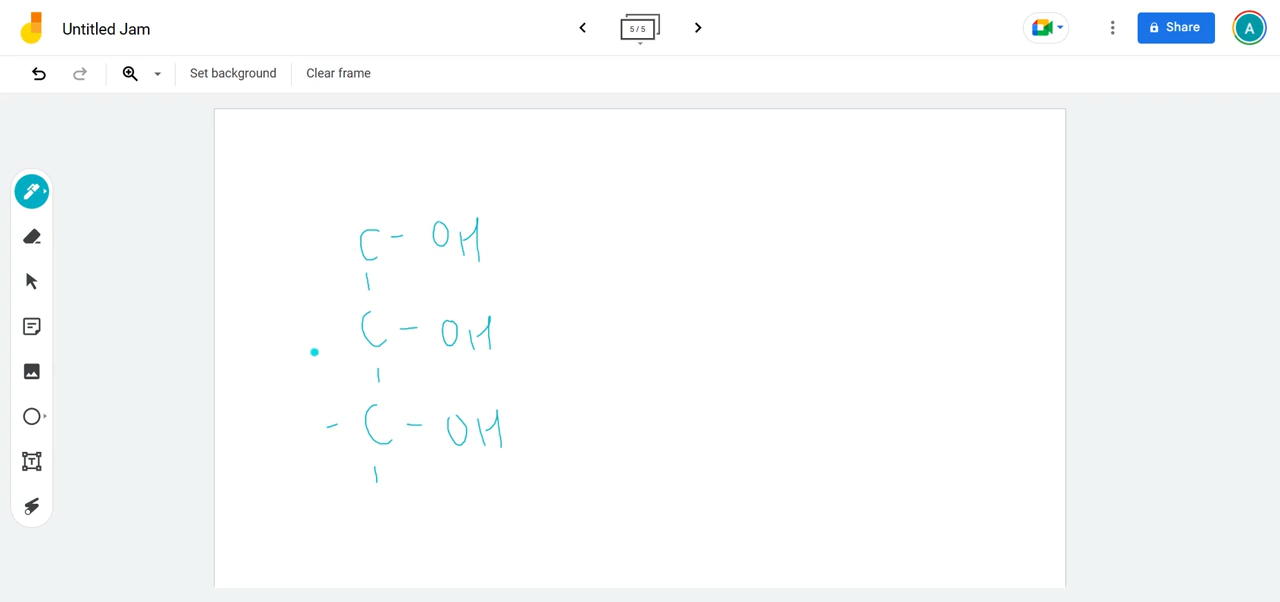 Untitled Jam
5 / 5
Share
A
Set background
Clear frame
C - OH
|
C - OH
|
- C - OH
|
T